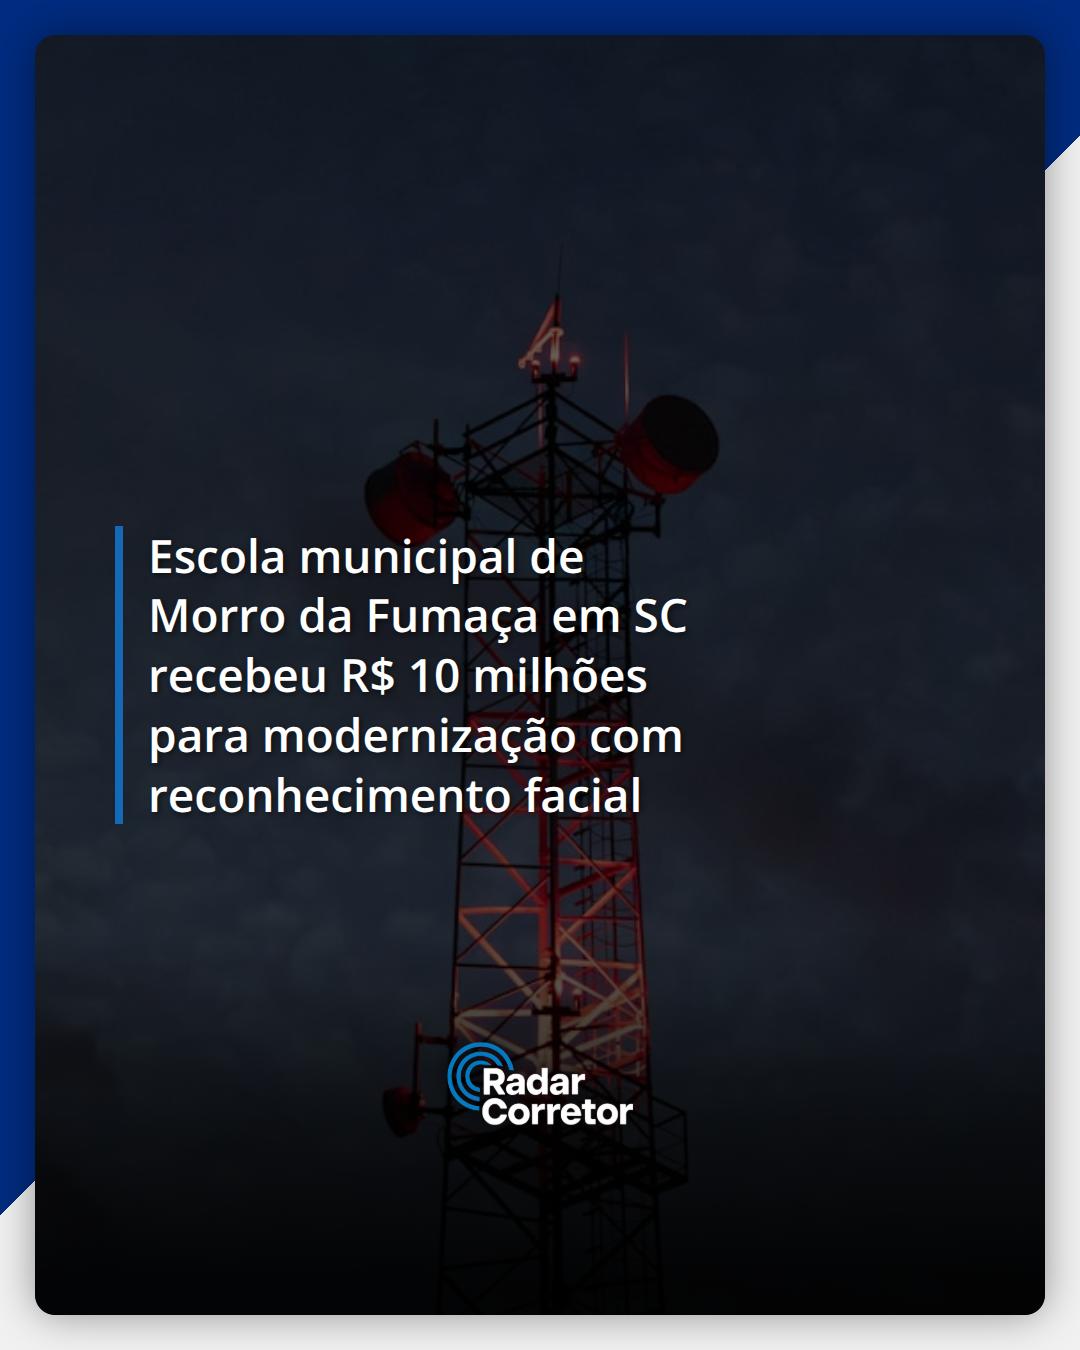 Escola municipal de
Morro da Fumaça em SC
recebeu R$ 10 milhões
para modernização com
reconhecimento facial
Radar
Corretor